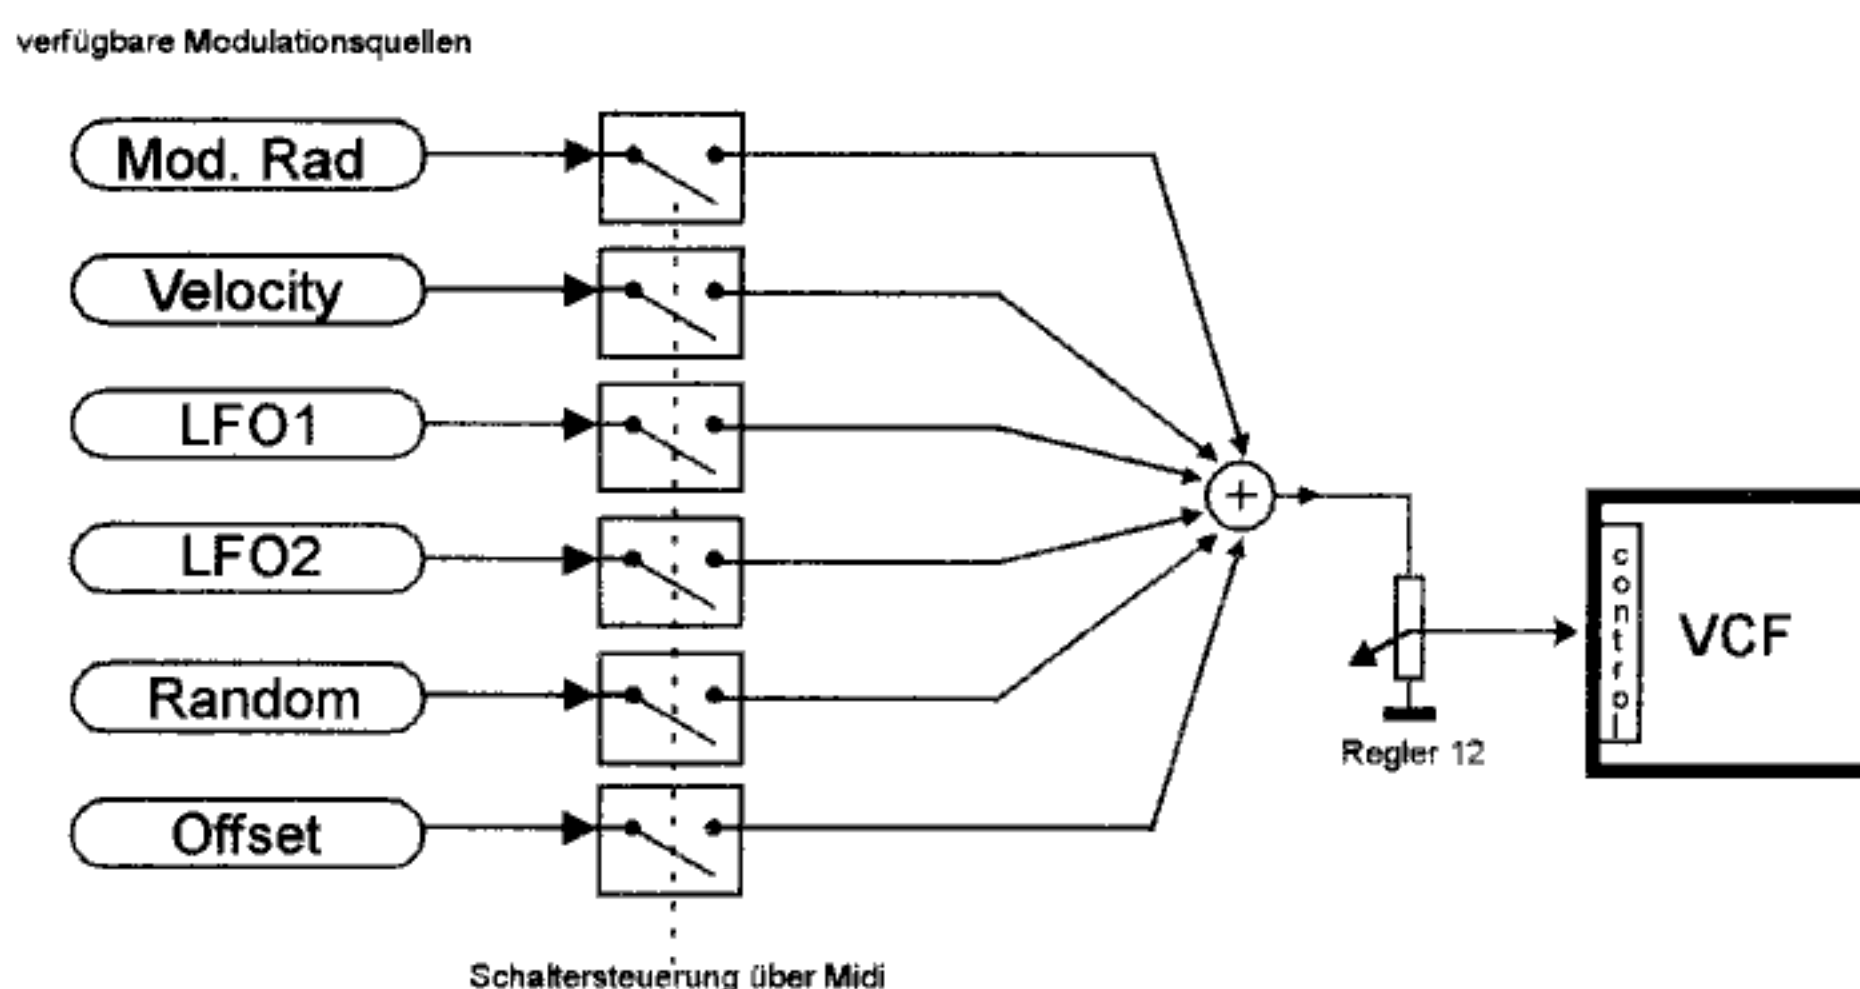 verfügbare Modulationsquellen
Mod. Rad
Velocity
LFO1
LFO2
Random
Offset
+
control
VCF
Regler 12
Schaltersteuerung über Midi